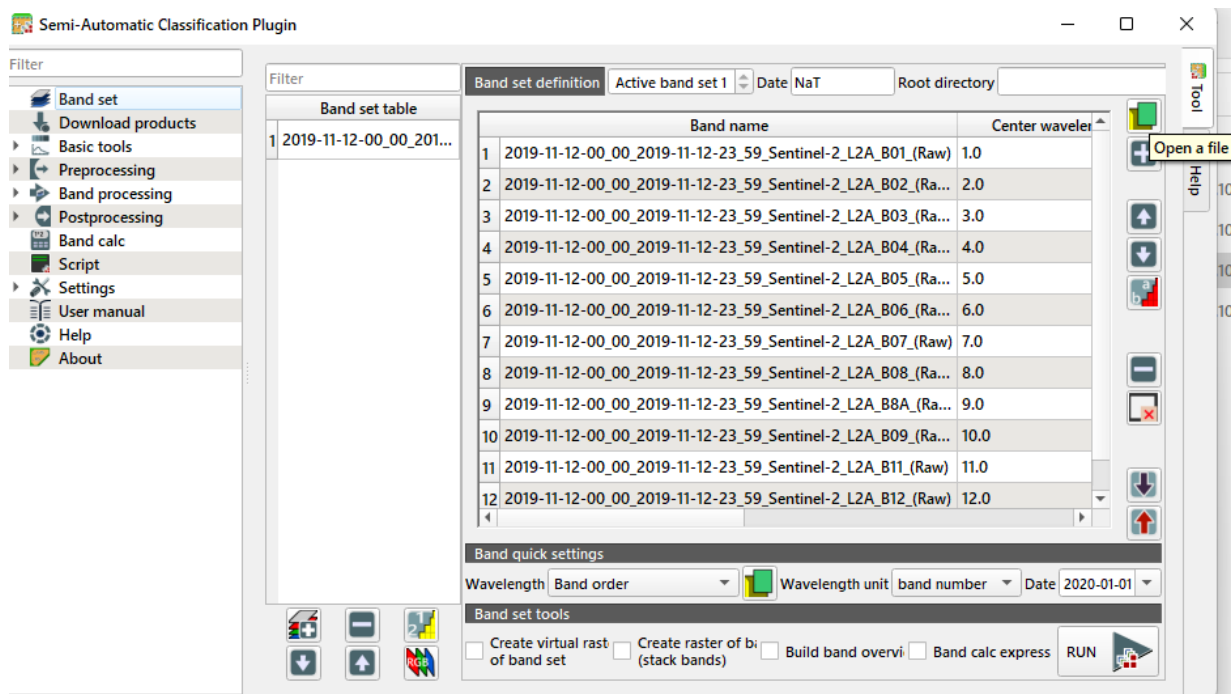 Semi-Automatic Classification Plugin
Filter
Band set
Download products
Basic tools
Preprocessing
Band processing
Postprocessing
Band calc
Script
Settings
User manual
Help
About
Filter
Band set table
1 2019-11-12-00_00_201...
Band set definition Active band set 1 Date NaT Root directory
Band name Center waveler
1 2019-11-12-00_00_2019-11-12-23_59_Sentinel-2_L2A_B01_(Raw) 1.0
2 2019-11-12-00_00_2019-11-12-23_59_Sentinel-2_L2A_B02_(Ra... 2.0
3 2019-11-12-00_00_2019-11-12-23_59_Sentinel-2_L2A_B03_(Ra... 3.0
4 2019-11-12-00_00_2019-11-12-23_59_Sentinel-2_L2A_B04_(Ra... 4.0
5 2019-11-12-00_00_2019-11-12-23_59_Sentinel-2_L2A_B05_(Ra... 5.0
6 2019-11-12-00_00_2019-11-12-23_59_Sentinel-2_L2A_B06_(Ra... 6.0
7 2019-11-12-00_00_2019-11-12-23_59_Sentinel-2_L2A_B07_(Raw) 7.0
8 2019-11-12-00_00_2019-11-12-23_59_Sentinel-2_L2A_B08_(Ra... 8.0
9 2019-11-12-00_00_2019-11-12-23_59_Sentinel-2_L2A_B8A_(Ra... 9.0
10 2019-11-12-00_00_2019-11-12-23_59_Sentinel-2_L2A_B09_(Ra... 10.0
11 2019-11-12-00_00_2019-11-12-23_59_Sentinel-2_L2A_B11_(Raw) 11.0
12 2019-11-12-00_00_2019-11-12-23_59_Sentinel-2_L2A_B12_(Raw) 12.0
Band quick settings
Wavelength Band order Wavelength unit band number Date 2020-01-01
Band set tools
Create virtual rast
of band set
Create raster of ba
(stack bands)
Build band overvi
Band calc express
RUN
RGB
Tool
Open a file
Help